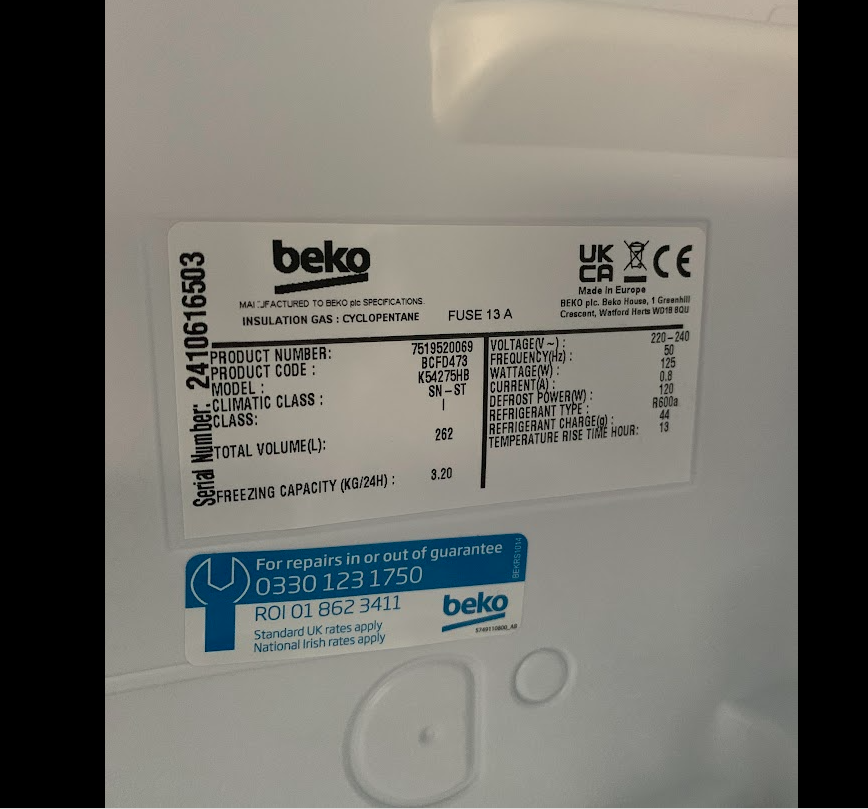 Serial Number: 2410616503
beko
MANUFACTURED TO BEKO plc SPECIFICATIONS.
INSULATION GAS : CYCLOPENTANE
FUSE 13 A
UK
CA
CE
Made in Europe
BEKO plc. Beko House, 1 Greenhill
Crescent, Watford Herts WD18 8QU
PRODUCT NUMBER: 7519520069
PRODUCT CODE : BCFD473
MODEL : K54275HB
CLIMATIC CLASS : SN-ST
CLASS: I
TOTAL VOLUME(L): 262
FREEZING CAPACITY (KG/24H) : 3.20
VOLTAGE(V ~) : 220-240
FREQUENCY(Hz) : 50
WATTAGE(W) : 125
CURRENT(A) : 0.8
DEFROST POWER(W) : 120
REFRIGERANT TYPE : R600a
REFRIGERANT CHARGE(g) : 44
TEMPERATURE RISE TIME HOUR: 13
For repairs in or out of guarantee
0330 123 1750
ROI 01 862 3411
Standard UK rates apply
National Irish rates apply
beko
BEKRS1014